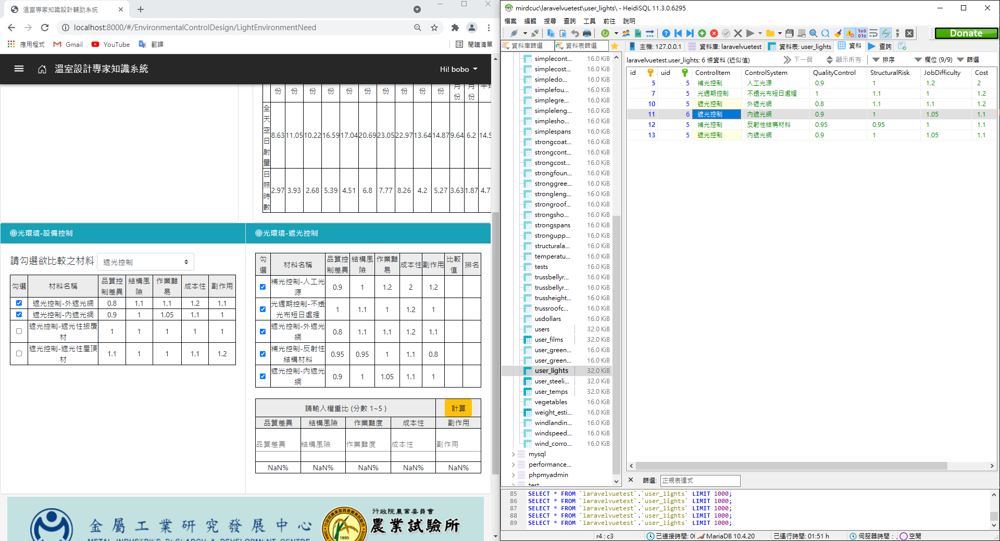 溫室專家知識設計輔助系統
localhost:8000/#/EnvironmentalControlDesign/LightEnvironmentNeed
應用程式 Gmail YouTube 翻譯 閱讀清單
溫室設計專家知識系統 Hi! bobo
份 份 份 份 份 份 份 份 份 份 月份 月份
全天空日射量 8.63 11.05 10.22 16.59 17.04 20.69 23.05 22.97 13.64 14.87 9.64 6.2 14.5
日照時數 2.97 3.93 2.68 5.39 4.51 6.8 7.77 8.26 4.2 5.27 3.63 1.87 4.7
光環境-設備控制
請勾選欲比較之材料 遮光控制
勾選 材料名稱 品質控制差異 結構風險 作業難易 成本性 副作用
遮光控制-外遮光網 0.8 1.1 1.1 1.2 1.1
遮光控制-內遮光網 0.9 1 1.05 1.1 1
遮光控制-遮光性披覆材 1 1 1 1 1
遮光控制-遮光性屋頂材 1.1 1 1 1.1 1.2
光環境-遮光控制
勾選 材料名稱 品質控制差異 結構風險 作業難易 成本性 副作用 比較值 排名
補光控制-人工光源 0.9 1 1.2 2 1.2
光週期控制-不透光布短日處理 1 1.1 1 1.2 1
遮光控制-外遮光網 0.8 1.1 1.1 1.2 1.1
補光控制-反射性結構材料 0.95 0.95 1 1.1 0.8
遮光控制-內遮光網 0.9 1 1.05 1.1 1
請輸入權重比 (分數 1~5 ) 計算
品質差異 結構風險 作業難度 成本性 副作用
品質差異 結構風險 作業難度 成本性 副作用
NaN% NaN% NaN% NaN% NaN%
金屬工業研究發展中心
METAL INDUSTRIES RESEARCH & DEVELOPMENT CENTRE
1895
行政院農業委員會
農業試驗所
mirdcuc\laravelvuetest\user_lights\ - HeidiSQL 11.3.0.6295
檔案 編輯 搜尋 查詢 工具 前往 說明
Donate
資料庫篩選 資料表篩選
simplecont... 16.0 KiB
simplecost... 16.0 KiB
simpledo... 16.0 KiB
simplefou... 16.0 KiB
simplegre... 16.0 KiB
simpleleng... 16.0 KiB
simplesho... 16.0 KiB
simplespans 16.0 KiB
strongcoat... 16.0 KiB
strongcont... 16.0 KiB
strongcost... 16.0 KiB
strongfoun... 16.0 KiB
stronggree... 16.0 KiB
strongleng... 16.0 KiB
strongroof... 16.0 KiB
strongsho... 16.0 KiB
strongspans 16.0 KiB
strongupp... 16.0 KiB
structurala... 16.0 KiB
temperatu... 16.0 KiB
tests 16.0 KiB
trussbellyr... 16.0 KiB
trussbellyr... 16.0 KiB
trussheight... 16.0 KiB
trussroofc... 16.0 KiB
usdollars 16.0 KiB
users 32.0 KiB
user_films 32.0 KiB
user_green... 16.0 KiB
user_green... 16.0 KiB
user_lights 32.0 KiB
user_steeli... 32.0 KiB
user_temps 32.0 KiB
vegetables 16.0 KiB
weight_esti... 16.0 KiB
windlandin... 16.0 KiB
windspeed... 16.0 KiB
wind_corro... 16.0 KiB
mysql
performance...
phpmyadmin
test
主機: 127.0.0.1 資料庫: laravelvuetest 資料表: user_lights 資料 查詢
laravelvuetest.user_lights: 6 條資料 (近似值) 下一個 顯示所有 排序 欄位 (9/9) 篩選
id uid ControlItem ControlSystem QualityControl StructuralRisk JobDifficulty Cost
5 5 補光控制 人工光源 0.9 1 1.2 2
7 5 光週期控制 不透光布短日處理 1 1.1 1 1.2
10 5 遮光控制 外遮光網 0.8 1.1 1.1 1.2
11 6 遮光控制 內遮光網 0.9 1 1.05 1.1
12 5 補光控制 反射性結構材料 0.95 0.95 1 1.1
13 5 遮光控制 內遮光網 0.9 1 1.05 1.1
篩選: 正規表達式
85 SELECT * FROM `laravelvuetest`.`user_lights` LIMIT 1000;
86 SELECT * FROM `laravelvuetest`.`user_lights` LIMIT 1000;
87 SELECT * FROM `laravelvuetest`.`user_lights` LIMIT 1000;
88 SELECT * FROM `laravelvuetest`.`user_lights` LIMIT 1000;
89 SELECT * FROM `laravelvuetest`.`user_lights` LIMIT 1000;
r4 : c3 已連接時間: 0 MariaDB 10.4.20 已運行時間: 01:51 h 伺服器時間: 空閒